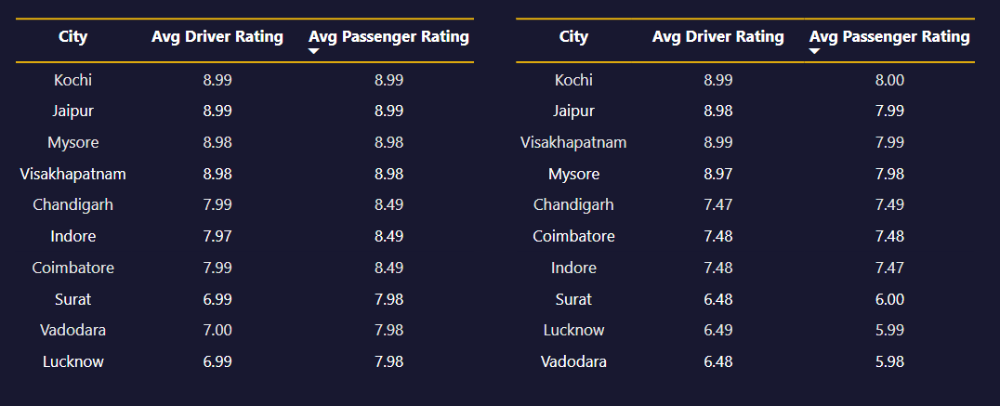 City Avg Driver Rating Avg Passenger Rating
Kochi 8.99 8.99
Jaipur 8.99 8.99
Mysore 8.98 8.98
Visakhapatnam 8.98 8.98
Chandigarh 7.99 8.49
Indore 7.97 8.49
Coimbatore 7.99 8.49
Surat 6.99 7.98
Vadodara 7.00 7.98
Lucknow 6.99 7.98
City Avg Driver Rating Avg Passenger Rating
Kochi 8.99 8.00
Jaipur 8.98 7.99
Visakhapatnam 8.99 7.99
Mysore 8.97 7.98
Chandigarh 7.47 7.49
Coimbatore 7.48 7.48
Indore 7.48 7.47
Surat 6.48 6.00
Lucknow 6.49 5.99
Vadodara 6.48 5.98